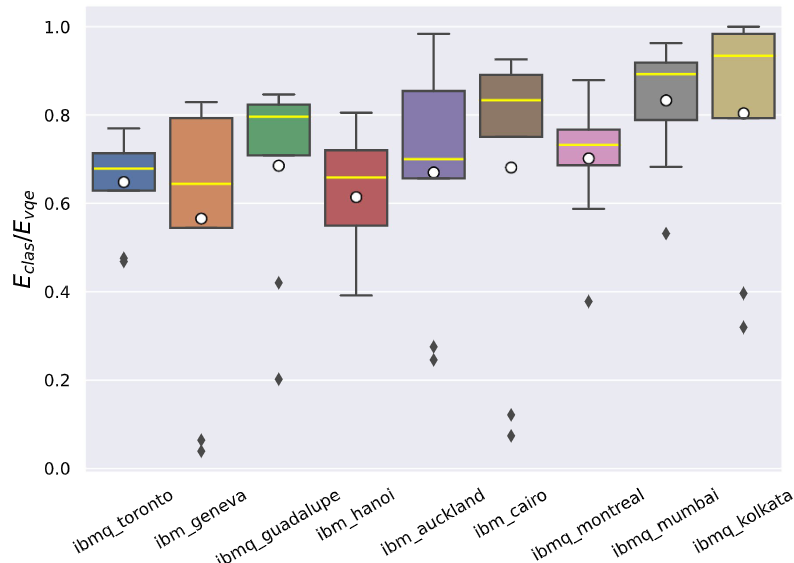 1.0
0.8
0.6
0.4
0.2
0.0
E_clas/E_vqe
ibmq_toronto
ibm_geneva
ibmq_guadalupe
ibm_hanoi
ibm_auckland
ibm_cairo
ibmq_montreal
ibmq_mumbai
ibmq_kolkata